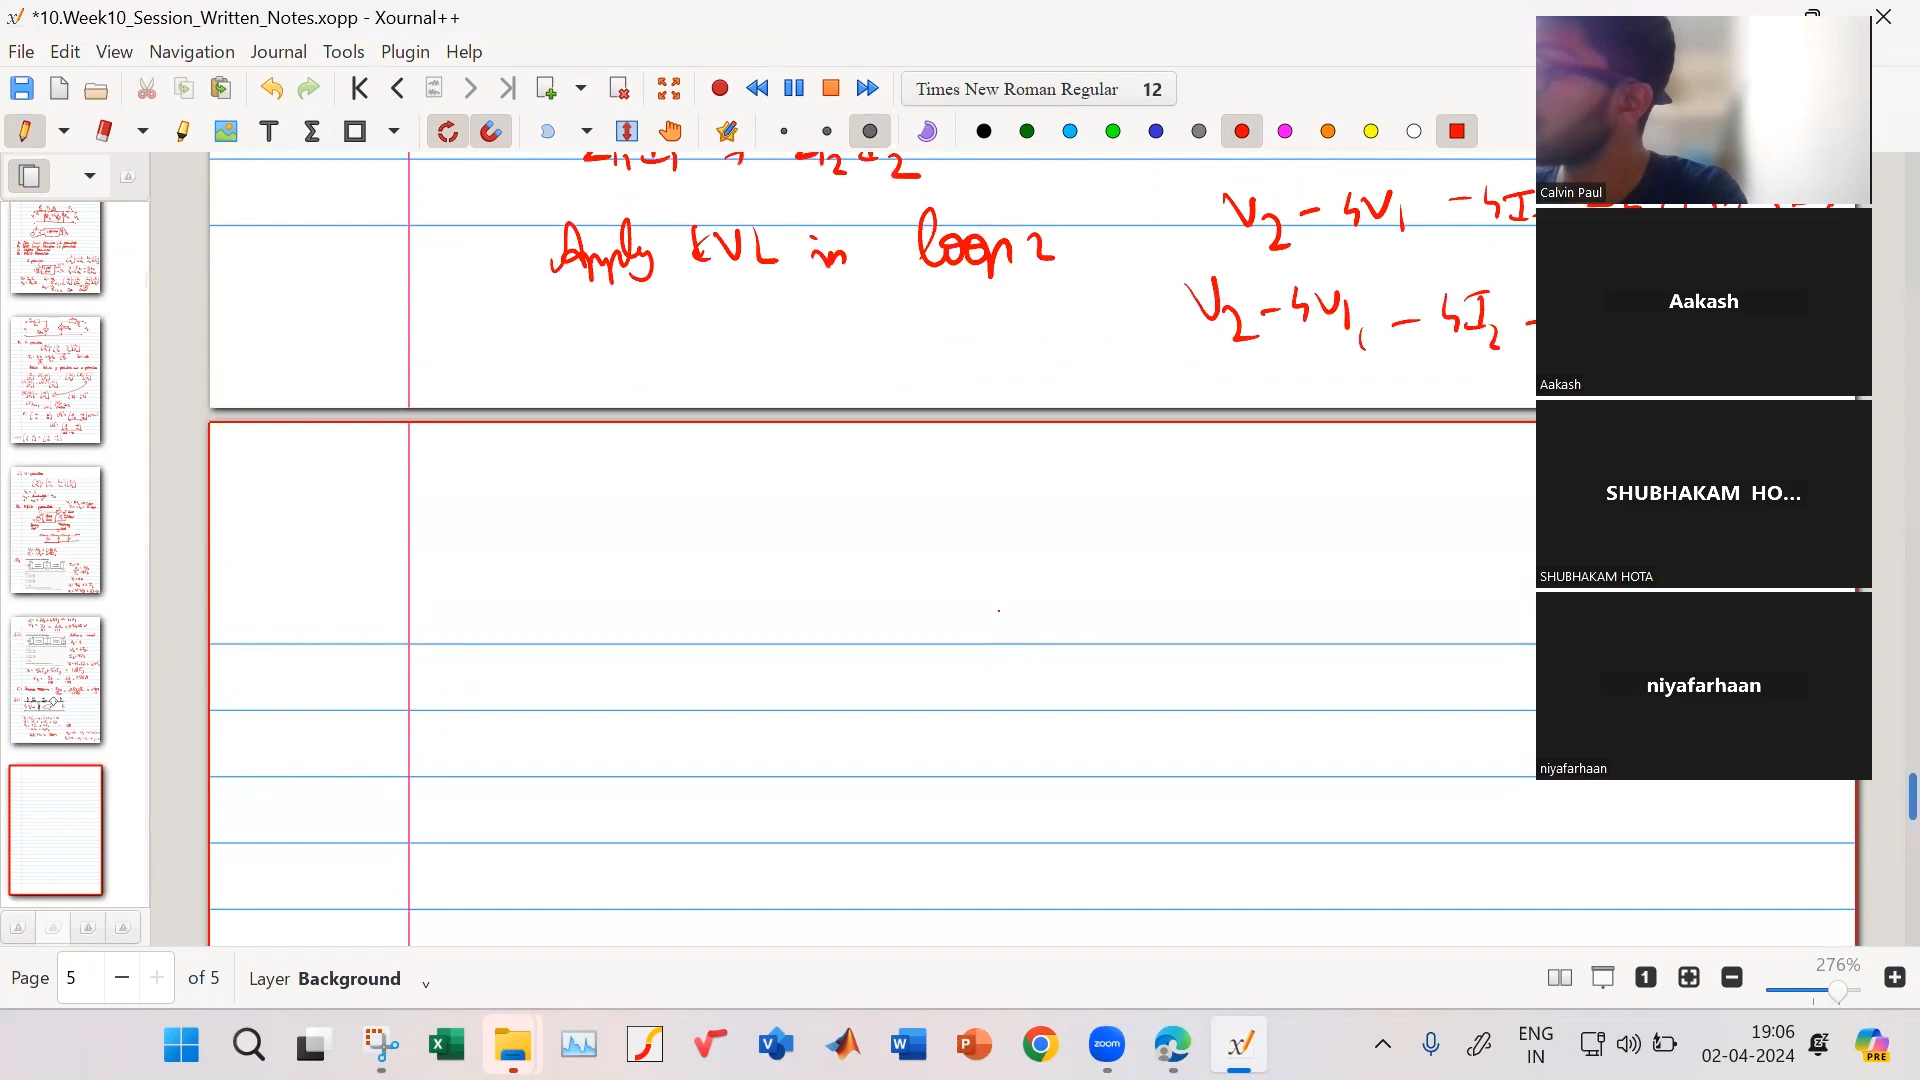 *10.Week10_Session_Written_Notes.xopp - Xournal++
File Edit View Navigation Journal Tools Plugin Help
Times New Roman Regular 12
V2 - 4V1 - 4I
Apply KVL in loop 2
V2 - 4V1 - 4I2 -
Calvin Paul
Aakash
Aakash
SHUBHAKAM HO...
SHUBHAKAM HOTA
niyafarhaan
niyafarhaan
Page 5 of 5 Layer Background
276%
zoom
ENG
IN
19:06
02-04-2024
PRE